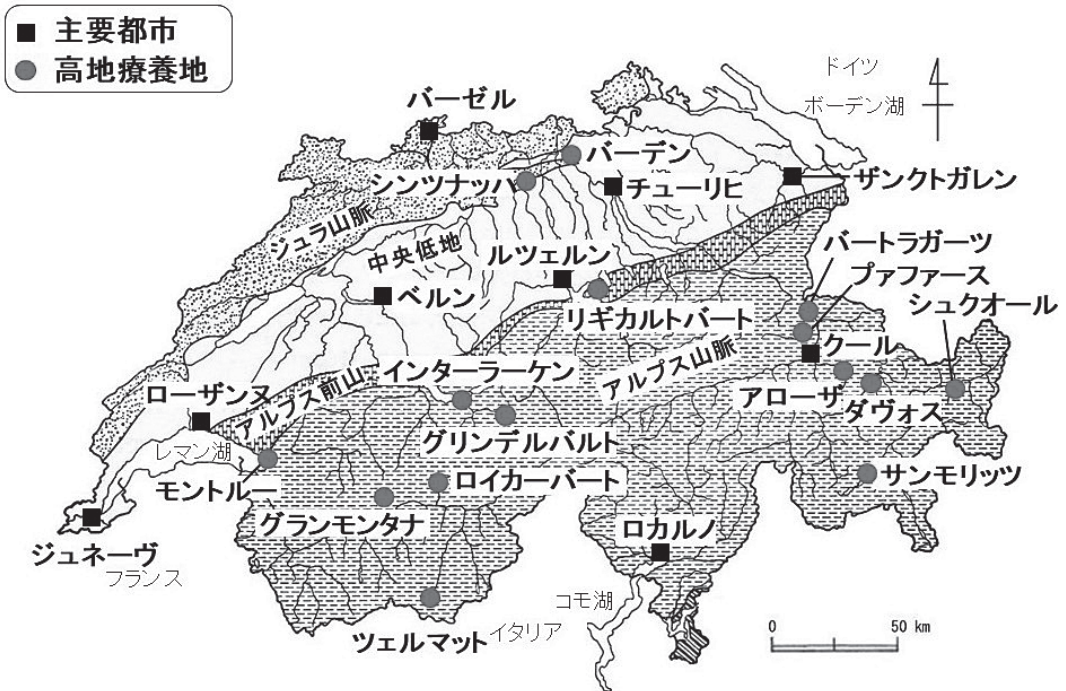 主要都市
高地療養地
ドイツ
ボーデン湖
バーゼル
バーデン
シンツナッハ
チューリヒ
ザンクトガレン
ジュラ山脈
中央低地
ルツェルン
バートラガーツ
プァファース
シュクオール
ベルン
リギカルトバート
クール
アルプス山脈
インターラーケン
アローザ
ダヴォス
ローザンヌ
アルプス前山
グリンデルバルト
レマン湖
モントルー
ロイカーバート
サンモリッツ
グランモンタナ
ロカルノ
ジュネーヴ
フランス
コモ湖
ツェルマット
イタリア
0 50 km